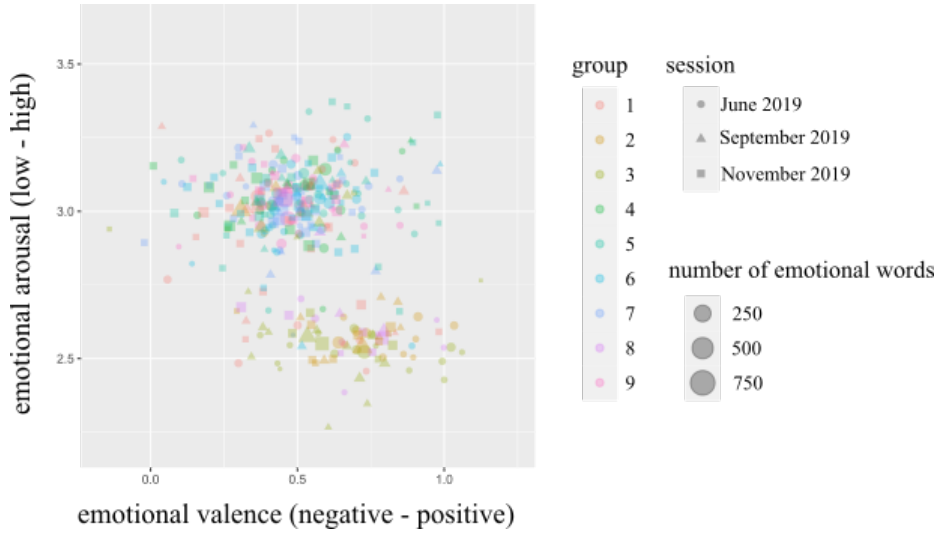 emotional arousal (low - high)
3.5
3.0
2.5
0.0
0.5
1.0
emotional valence (negative - positive)
group
1
2
3
4
5
6
7
8
9
session
June 2019
September 2019
November 2019
number of emotional words
250
500
750